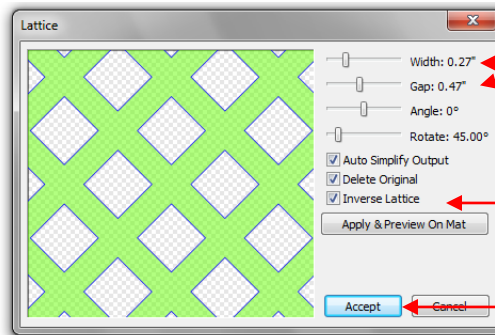 Lattice
Width: 0.27"
Gap: 0.47"
Angle: 0°
Rotate: 45.00°
Auto Simplify Output
Delete Original
Inverse Lattice
Apply & Preview On Mat
Accept
Cancel